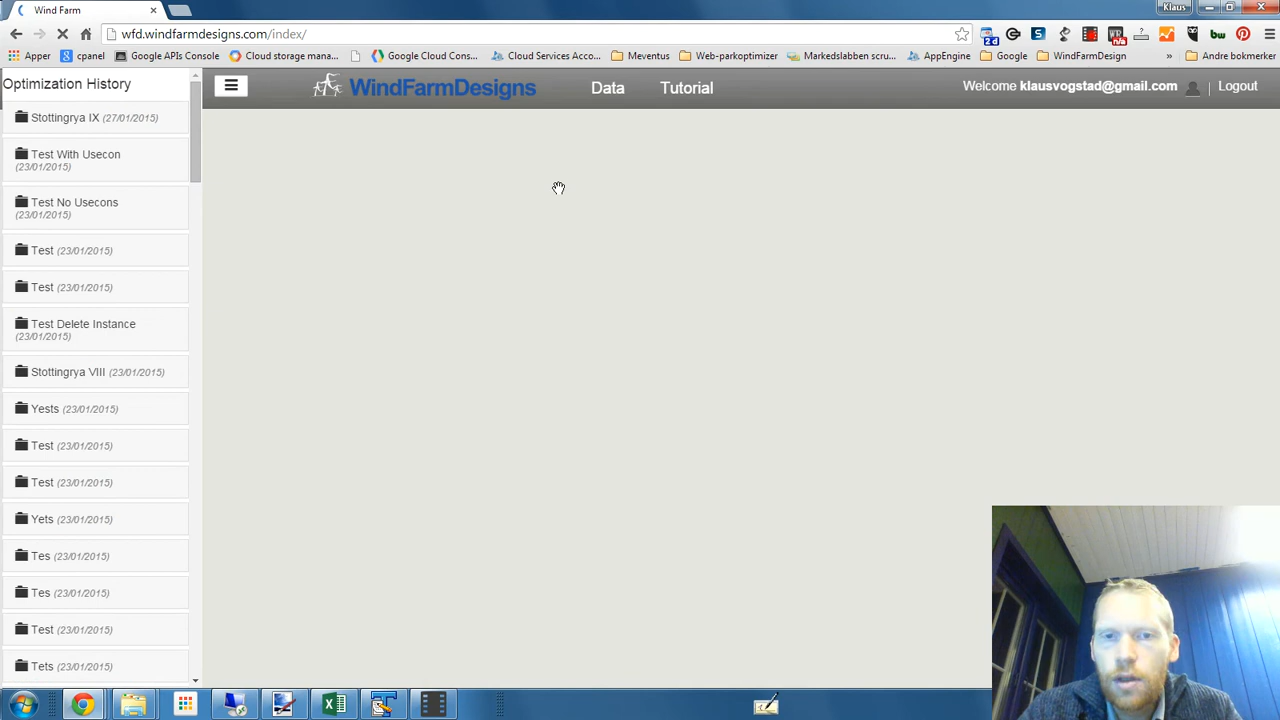 Wind Farm
Klaus
wfd.windfarmdesigns.com/index/
2 d
n/a
Apper
cpanel
Google APIs Console
Cloud storage mana...
Google Cloud Cons...
Cloud Services Acco...
Meventus
Web-parkoptimizer
Markedslabben scru...
AppEngine
Google
WindFarmDesign
»
Andre bokmerker
Optimization History
WindFarmDesigns
Data
Tutorial
Welcome klausvogstad@gmail.com
| Logout
Stottingrya IX (27/01/2015)
Test With Usecon
(23/01/2015)
Test No Usecons
(23/01/2015)
Test (23/01/2015)
Test (23/01/2015)
Test Delete Instance
(23/01/2015)
Stottingrya VIII (23/01/2015)
Yests (23/01/2015)
Test (23/01/2015)
Test (23/01/2015)
Yets (23/01/2015)
Tes (23/01/2015)
Tes (23/01/2015)
Test (23/01/2015)
Tets (23/01/2015)